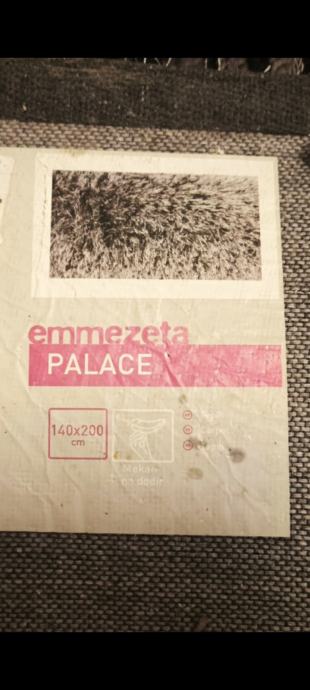 emmezeta
PALACE
140x200
cm
Mekan
na dodir